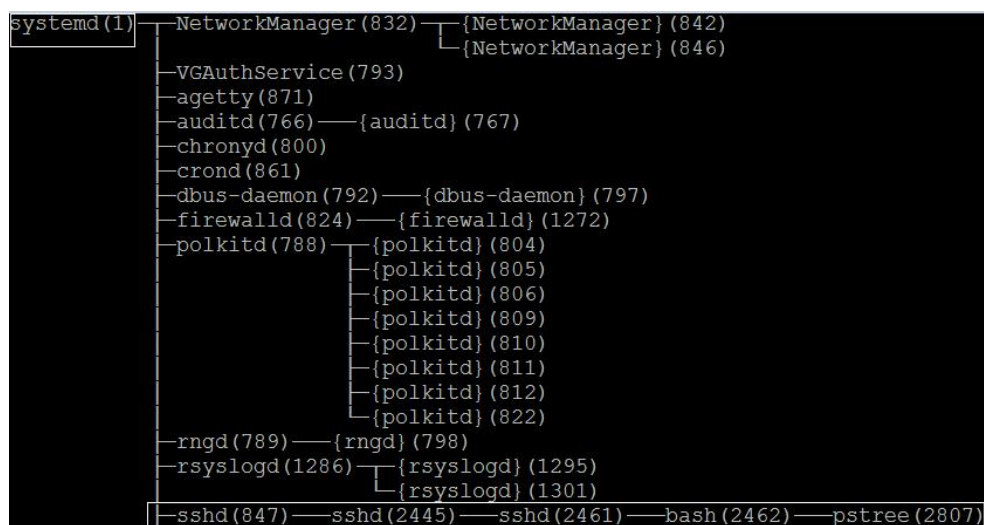 systemd(1)─┬─NetworkManager(832)─┬─{NetworkManager}(842)
           │                     └─{NetworkManager}(846)
           ├─VGAuthService(793)
           ├─agetty(871)
           ├─auditd(766)───{auditd}(767)
           ├─chronyd(800)
           ├─crond(861)
           ├─dbus-daemon(792)───{dbus-daemon}(797)
           ├─firewalld(824)───{firewalld}(1272)
           ├─polkitd(788)─┬─{polkitd}(804)
           │              ├─{polkitd}(805)
           │              ├─{polkitd}(806)
           │              ├─{polkitd}(809)
           │              ├─{polkitd}(810)
           │              ├─{polkitd}(811)
           │              ├─{polkitd}(812)
           │              └─{polkitd}(822)
           ├─rngd(789)───{rngd}(798)
           ├─rsyslogd(1286)─┬─{rsyslogd}(1295)
           │                └─{rsyslogd}(1301)
           ├─sshd(847)───sshd(2445)───sshd(2461)───bash(2462)───pstree(2807)